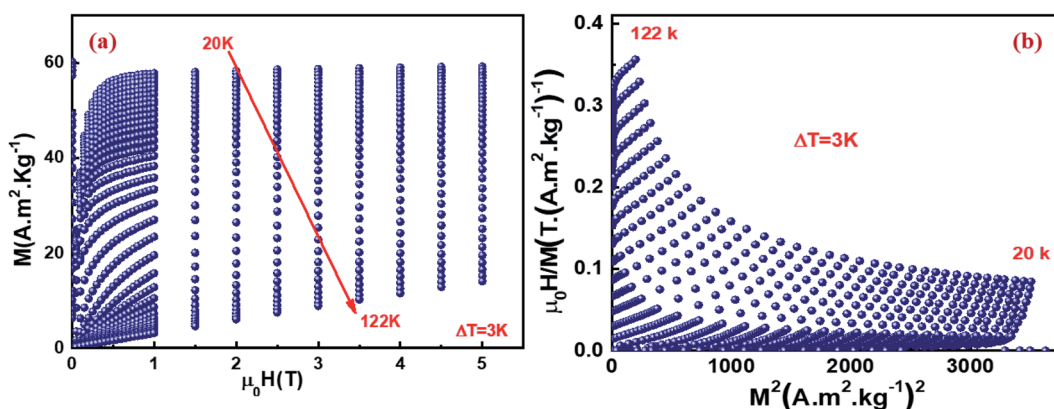 (a)
20K
122K
ΔT=3K
M(A.m².Kg⁻¹)
60
40
20
0
0 1 2 3 4 5
μ₀H(T)
(b)
122 k
ΔT=3K
20 k
μ₀H/M(T.(A.m².kg⁻¹)⁻¹)
0.4
0.3
0.2
0.1
0.0
0 1000 2000 3000
M²(A.m².kg⁻¹)²